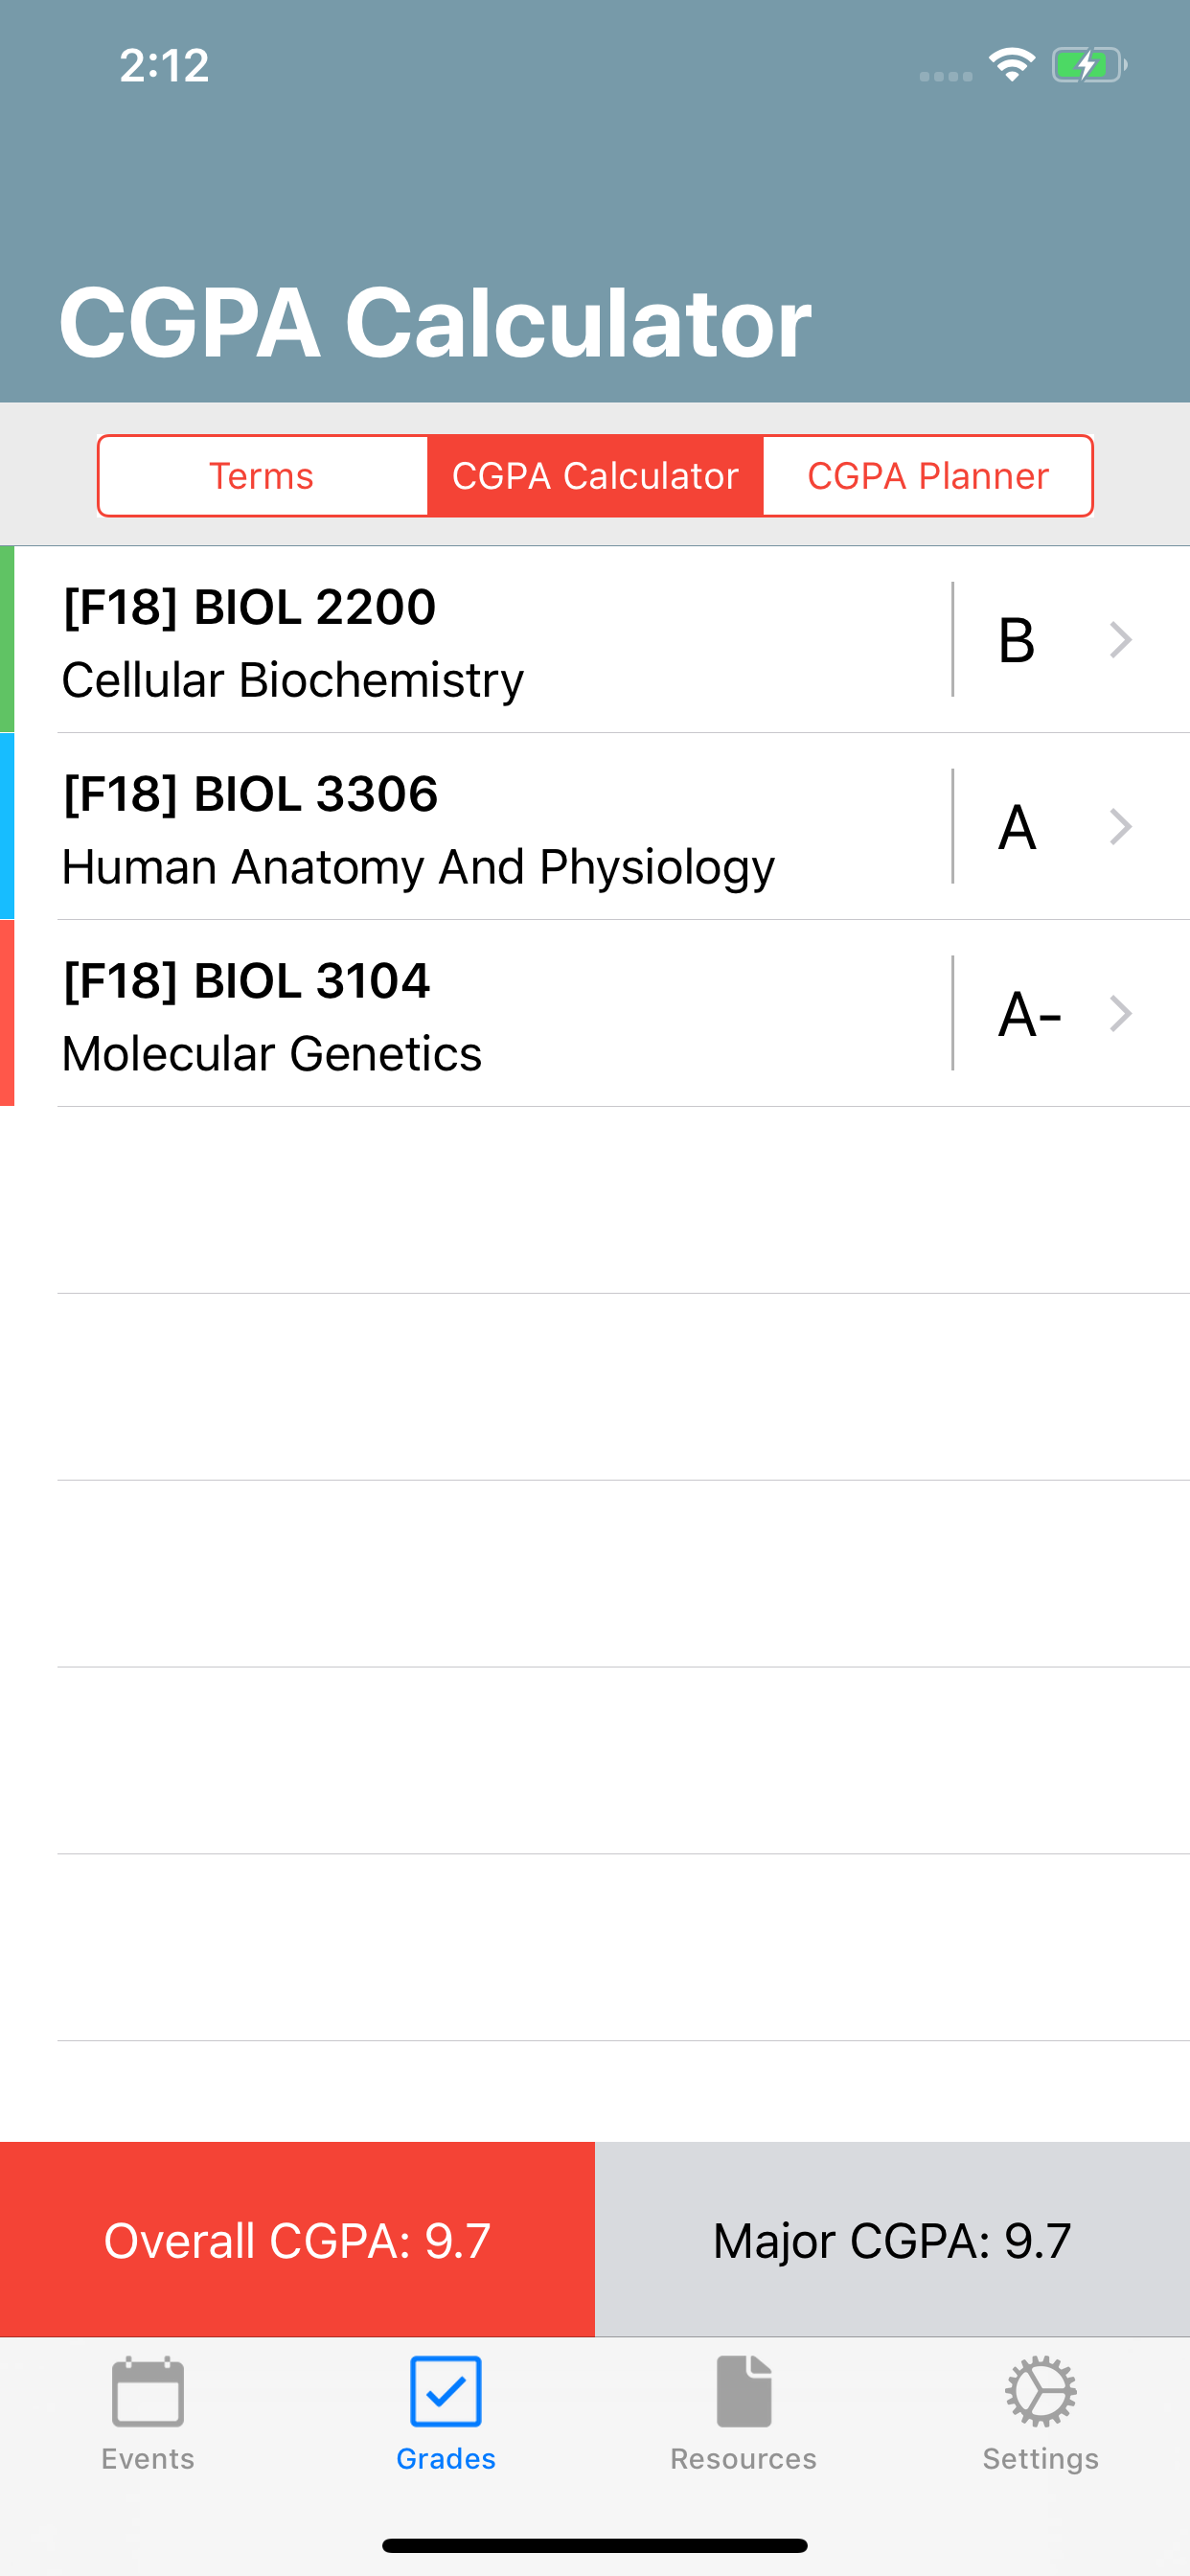 2:12
CGPA Calculator
Terms CGPA Calculator CGPA Planner
[F18] BIOL 2200
Cellular Biochemistry
B
[F18] BIOL 3306
Human Anatomy And Physiology
A
[F18] BIOL 3104
Molecular Genetics
A-
Overall CGPA: 9.7 Major CGPA: 9.7
Events Grades Resources Settings